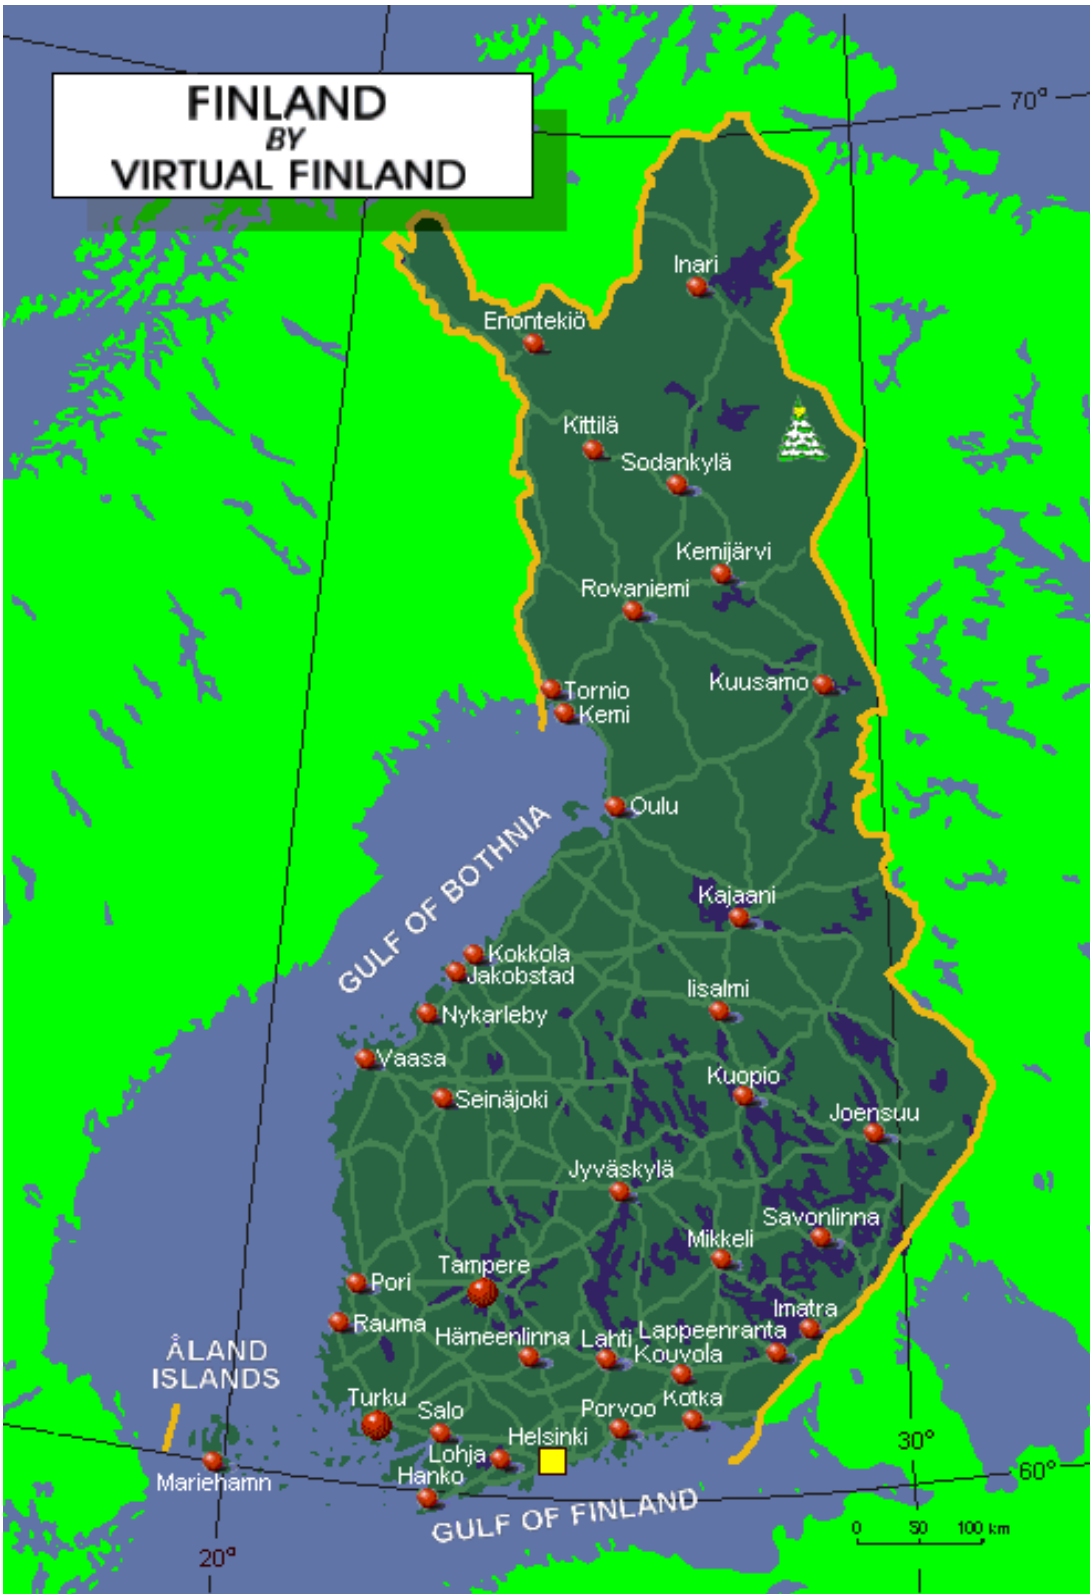 FINLAND
BY
VIRTUAL FINLAND
70°
Inari
Enontekiö
Kittilä
Sodankylä
Kemijärvi
Rovaniemi
Kuusamo
Tornio
Kemi
Oulu
GULF OF BOTHNIA
Kajaani
Kokkola
Jakobstad
Iisalmi
Nykarleby
Vaasa
Kuopio
Seinäjoki
Joensuu
Jyväskylä
Savonlinna
Mikkeli
Tampere
Pori
Imatra
Rauma
Hämeenlinna
Lahti
Lappeenranta
Kouvola
ÅLAND
ISLANDS
Turku
Salo
Porvoo
Kotka
Helsinki
Lohja
30°
60°
Mariehamn
Hanko
GULF OF FINLAND
0 50 100 km
20°